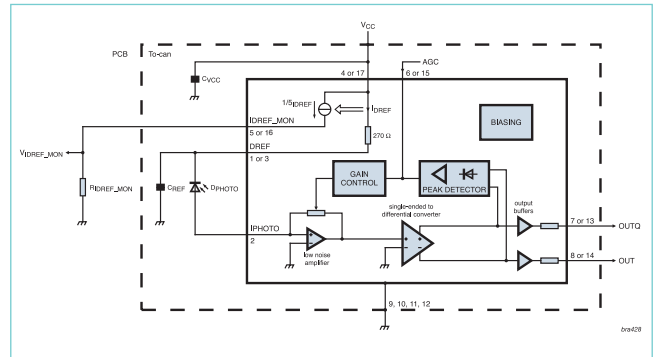 VCC
PCB
To-can
AGC
CVCC
4 or 17
6 or 15
1/5IDREF
IDREF
BIASING
IDREF_MON
5 or 16
270 Ω
VIDREF_MON
DREF
1 or 3
GAIN
CONTROL
PEAK DETECTOR
RIDREF_MON
CREF
DPHOTO
single-ended to
differential converter
output
buffers
7 or 13
OUTQ
IPHOTO
2
low noise
amplifier
8 or 14
OUT
9, 10, 11, 12
bra428